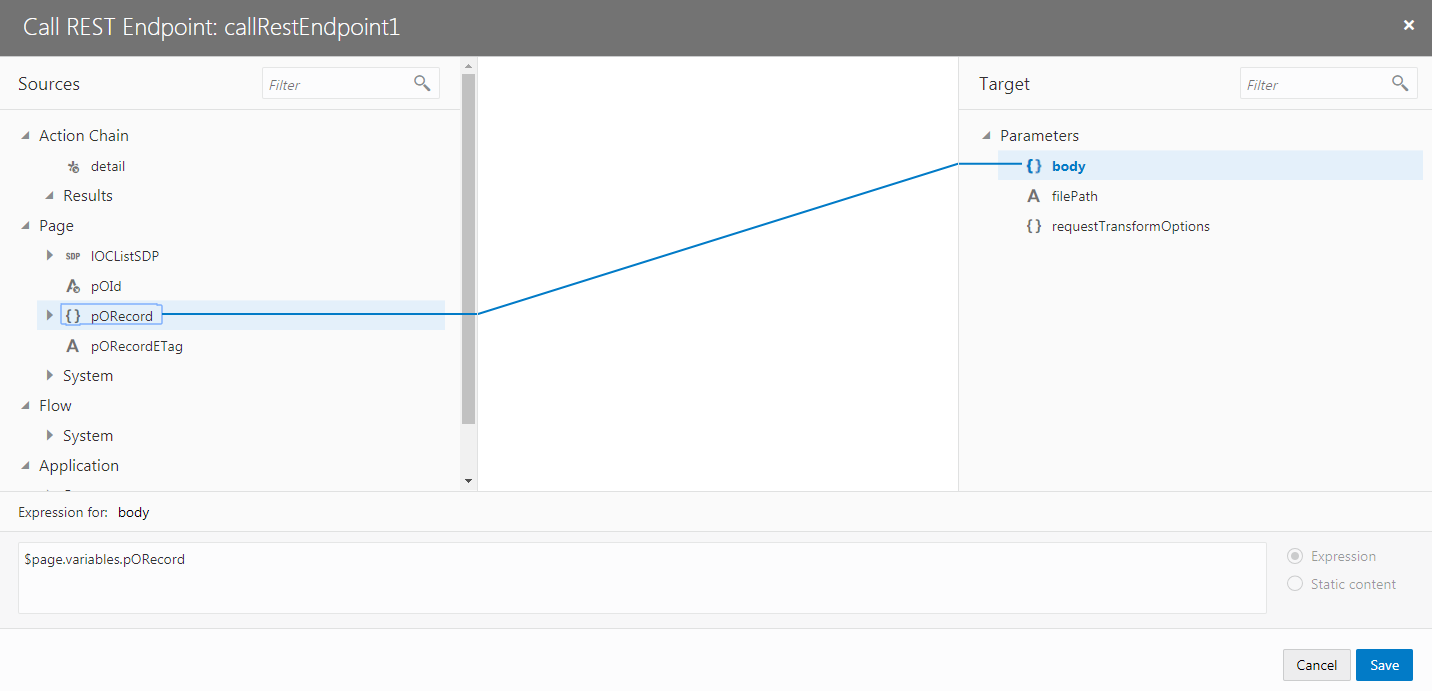 Call REST Endpoint: callRestEndpoint1
Sources
Filter
Action Chain
detail
Results
Page
SDP IOCListSDP
pOId
{ } pORecord
A pORecordETag
System
Flow
System
Application
Target
Filter
Parameters
{ } body
A filePath
{ } requestTransformOptions
Expression for: body
$page.variables.pORecord
Expression
Static content
Cancel
Save